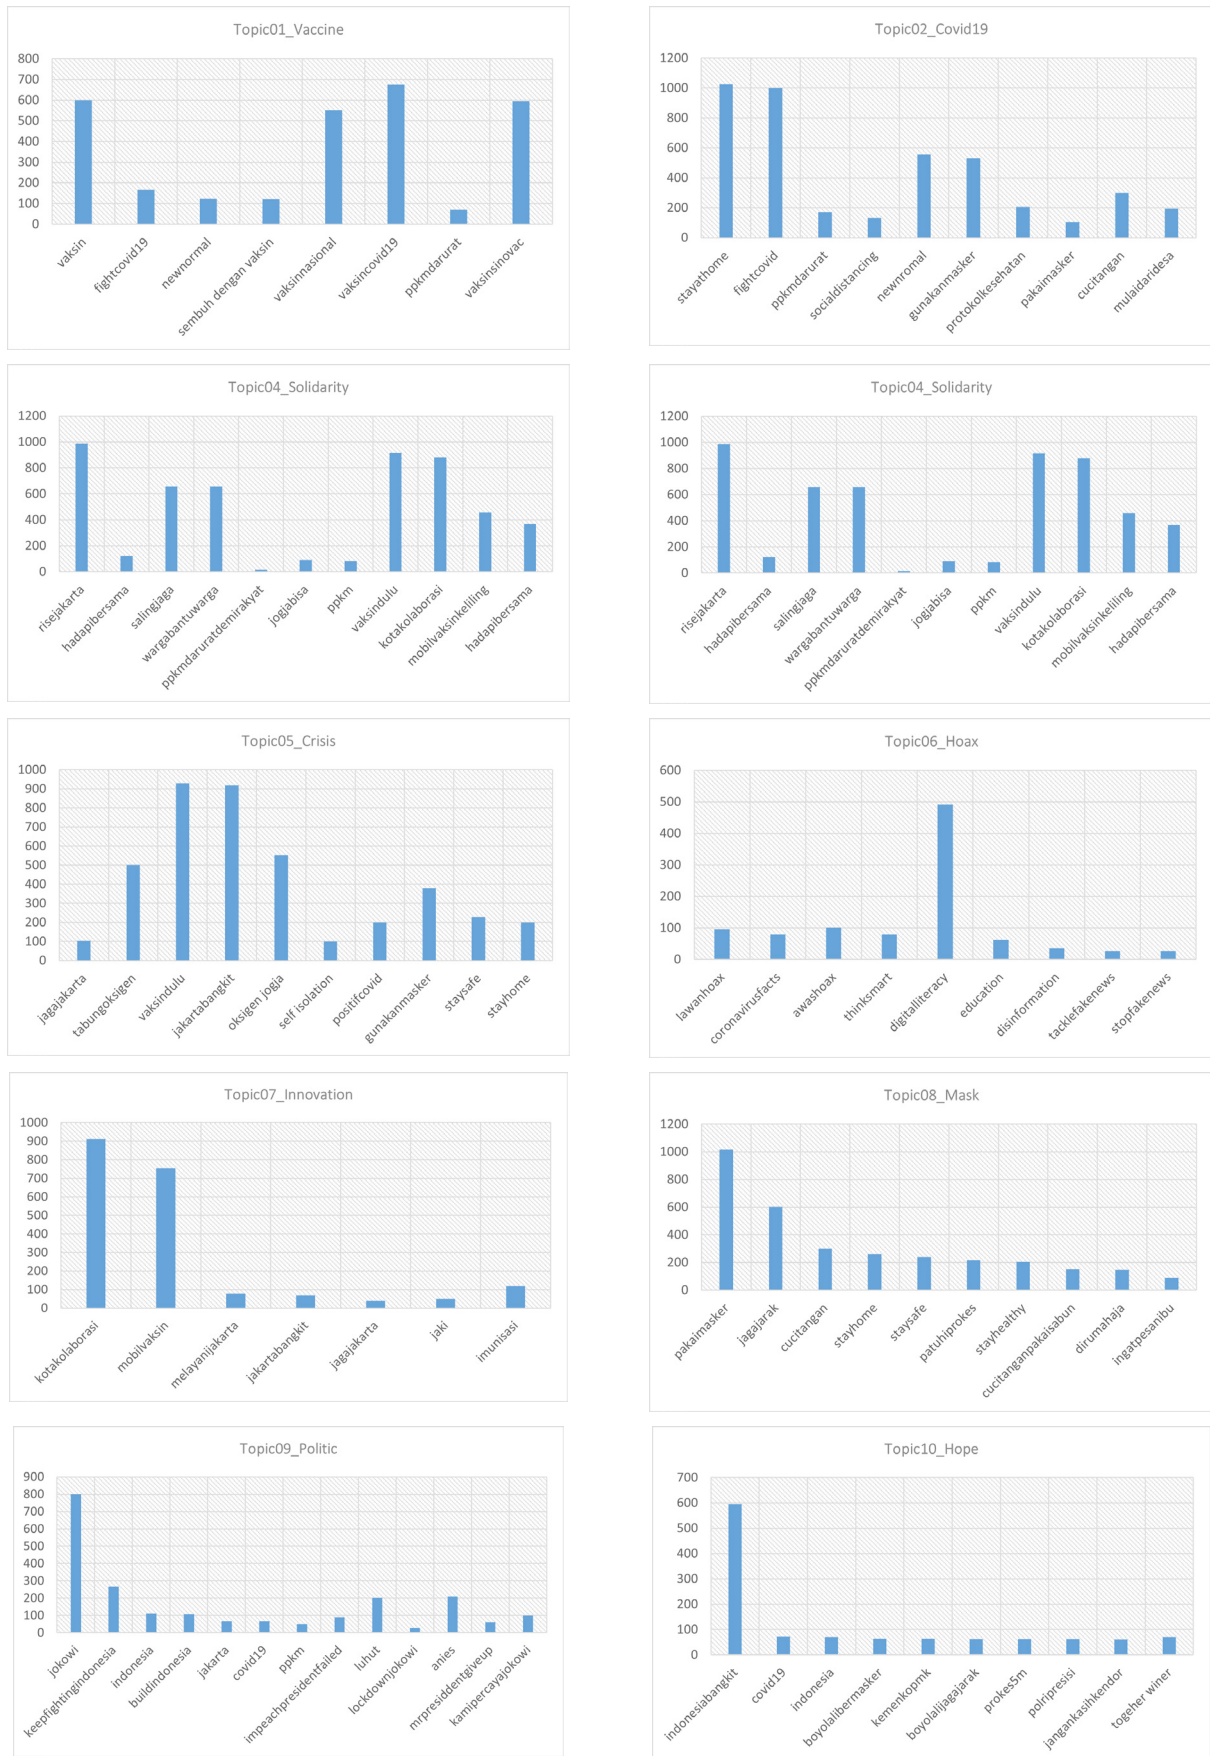 Topic01_Vaccine
800
700
600
500
400
300
200
100
0
vaksin
fightcovid19
newnormal
sembuh dengan vaksin
vaksinnasional
vaksincovid19
ppkmdarurat
vaksinsinovac
Topic02_Covid19
1200
1000
800
600
400
200
0
stayathome
fightcovid
ppkmdarurat
socialdistancing
newnromal
gunakanmasker
protokolkesehatan
pakaimasker
cucitangan
mulaidaridesa
Topic04_Solidarity
1200
1000
800
600
400
200
0
risejakarta
hadapibersama
salingjaga
wargabantuwarga
ppkmdaruratdemirakyat
jogjabisa
ppkm
vaksindulu
kotakolaborasi
mobilvaksinkelling
hadapibersama
Topic04_Solidarity
1200
1000
800
600
400
200
0
risejakarta
hadapibersama
salingjaga
wargabantuwarga
ppkmdaruratdemirakyat
jogjabisa
ppkm
vaksindulu
kotakolaborasi
mobilvaksinkelling
hadapibersama
Topic05_Crisis
1000
900
800
700
600
500
400
300
200
100
0
jagajakarta
tabungoksigen
vaksindulu
jakartabangkit
oksigen jogja
self isolation
positifcovid
gunakanmasker
staysafe
stayhome
Topic06_Hoax
600
500
400
300
200
100
0
lawanhoax
coronavirusfacts
awashoax
thinksmart
digitalliteracy
education
disinformation
tacklefakenews
stopfakenews
Topic07_Innovation
1000
900
800
700
600
500
400
300
200
100
0
kotakolaborasi
mobilvaksin
melayanijakarta
jakartabangkit
jagajakarta
jaki
imunisasi
Topic08_Mask
1200
1000
800
600
400
200
0
pakaimasker
jagajarak
cucitangan
stayhome
staysafe
patuhiprokes
stayhealthy
cucitanganpakaisabun
dirumahaja
ingatpesanibu
Topic09_Politic
900
800
700
600
500
400
300
200
100
0
jokowi
keepfightingindonesia
indonesia
buildindonesia
jakarta
covid19
ppkm
impeachpresidentfailed
luhut
lockdownjokowi
anies
mrpresiddentgiveup
kamipercayajokowi
Topic10_Hope
700
600
500
400
300
200
100
0
indonesiabangkit
covid19
indonesia
boyolalibermasker
kemenkopmk
boyolalijagajarak
prokes5m
polripresisi
jangankasihkendor
togeher winer